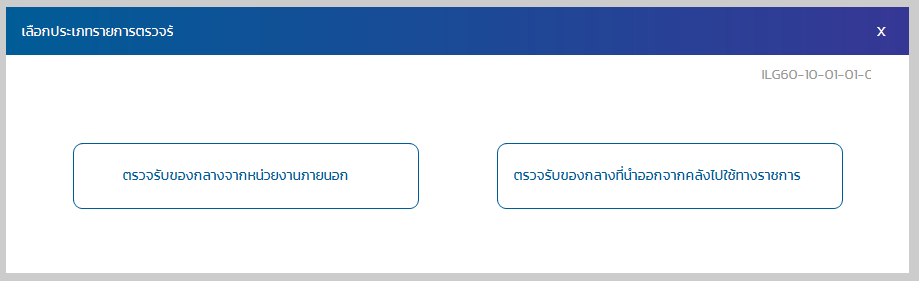 เลือกประเภทรายการตรวจรั
X
ILG60-10-01-01-0
ตรวจรับของกลางจากหน่วยงานภายนอก
ตรวจรับของกลางที่นำออกจากคลังไปใช้ทางราชการ